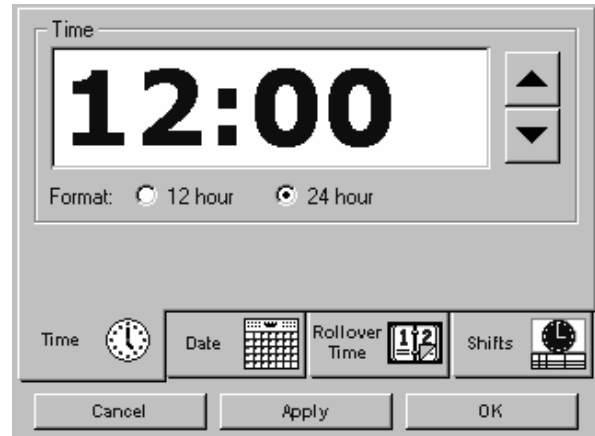 Time
12:00
Format: 12 hour 24 hour
Time Date Rollover Time Shifts
Cancel Apply OK